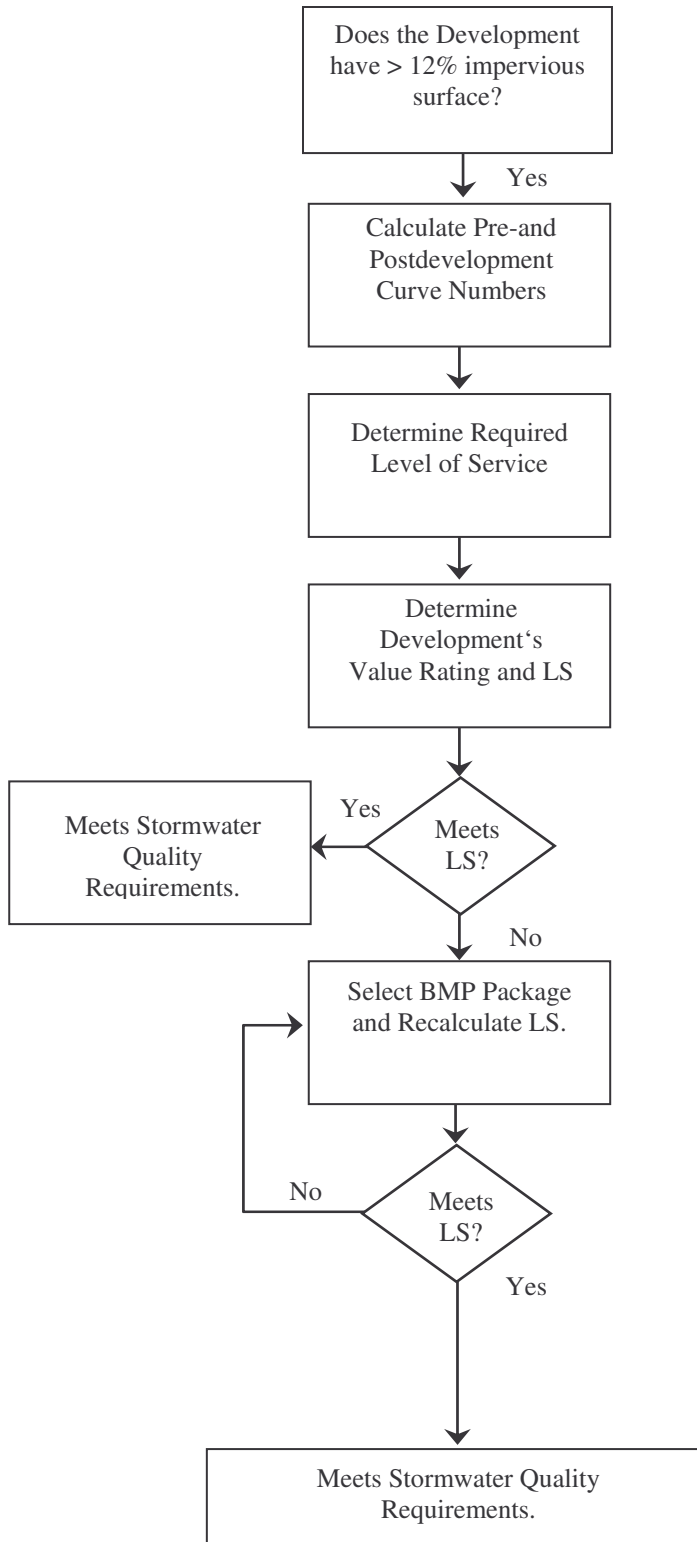 Does the Development
have > 12% impervious
surface?
Yes
Calculate Pre-and
Postdevelopment
Curve Numbers
Determine Required
Level of Service
Determine
Development‘s
Value Rating and LS
Yes
Meets Stormwater
Quality
Requirements.
Meets
LS?
No
Select BMP Package
and Recalculate LS.
No
Meets
LS?
Yes
Meets Stormwater Quality
Requirements.